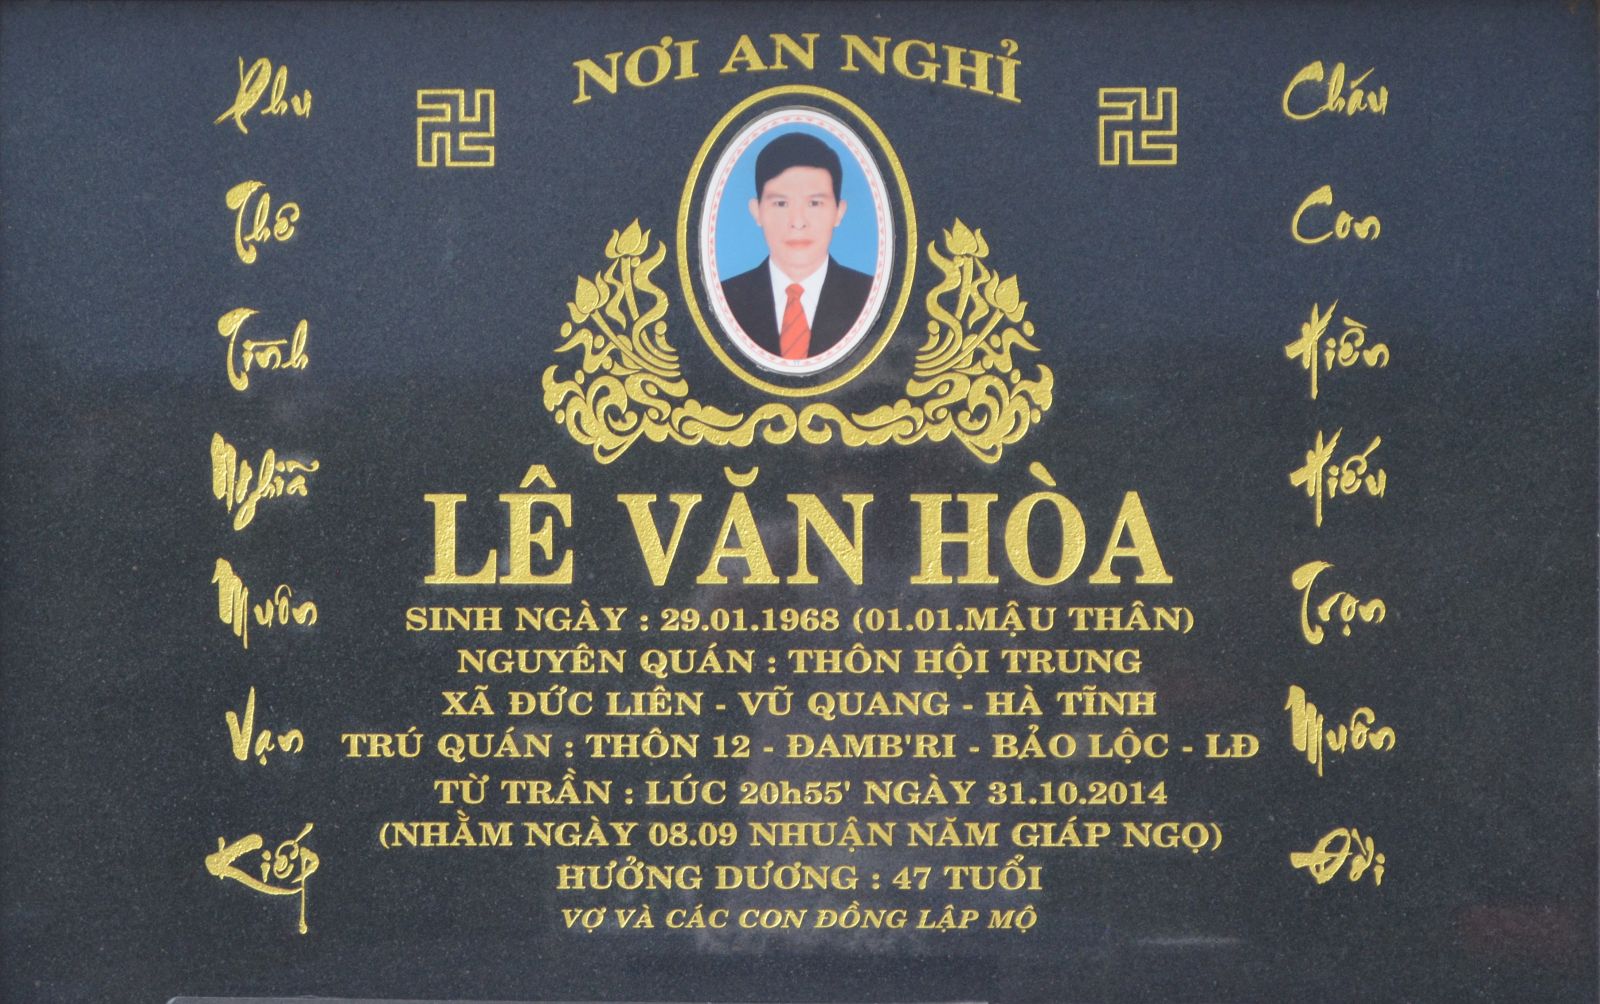 NƠI AN NGHỈ
Phu Thê Tình Nghĩa Muôn Vạn Kiếp
Cháu Con Hiền Hiếu Trọn Muôn Đời
LÊ VĂN HÒA
SINH NGÀY : 29.01.1968 (01.01.MẬU THÂN)
NGUYÊN QUÁN : THÔN HỘI TRUNG
XÃ ĐỨC LIÊN - VŨ QUANG - HÀ TĨNH
TRÚ QUÁN : THÔN 12 - ĐAMB'RI - BẢO LỘC - LĐ
TỪ TRẦN : LÚC 20h55' NGÀY 31.10.2014
(NHẰM NGÀY 08.09 NHUẬN NĂM GIÁP NGỌ)
HƯỞNG DƯƠNG : 47 TUỔI
VỢ VÀ CÁC CON ĐỒNG LẬP MỘ